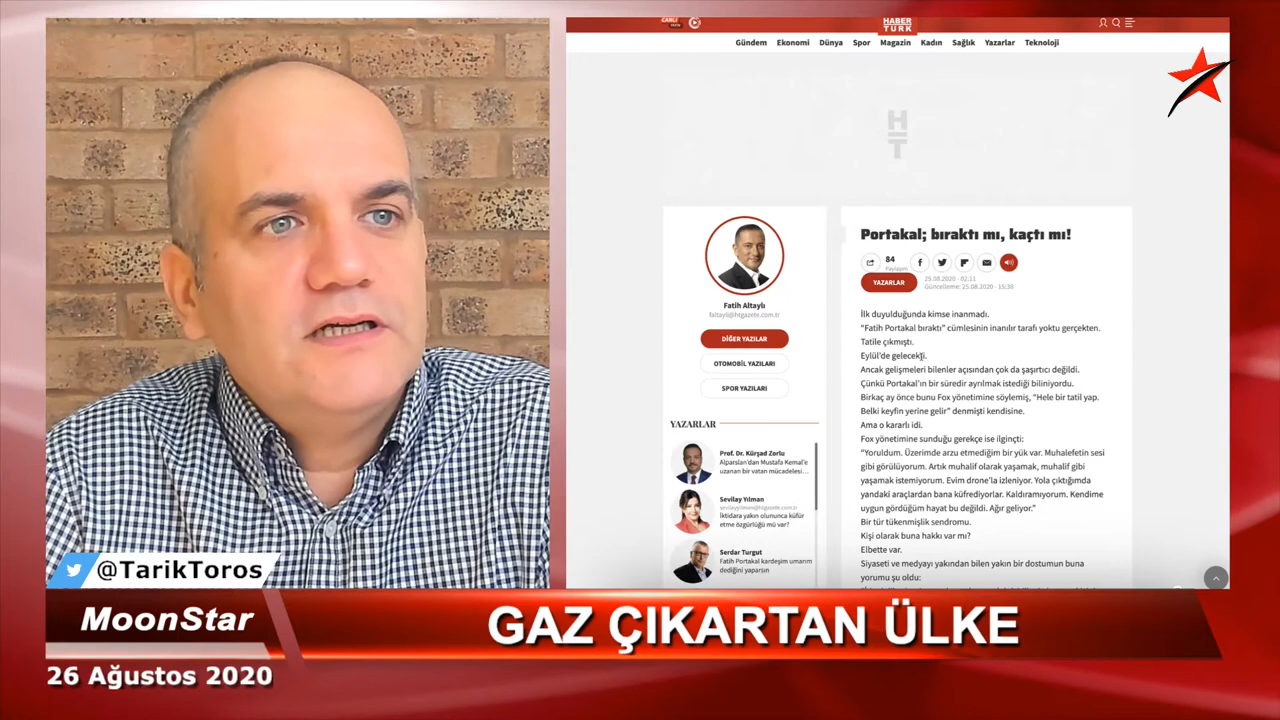 CANLI
HABER
TÜRK
Gündem Ekonomi Dünya Spor Magazin Kadın Sağlık Yazarlar Teknoloji
HT
Fatih Altaylı
faltayli@htgazete.com.tr
DİĞER YAZILAR
OTOMOBİL YAZILARI
SPOR YAZILARI
YAZARLAR
Prof. Dr. Kürşad Zorlu
Alparslan'dan Mustafa Kemal'e
uzanan bir vatan mücadelesi...
Sevilay Yılman
sevilayyilman@htgazete.com.tr
İktidara yakın olununca küfür
etme özgürlüğü mü var?
Serdar Turgut
Fatih Portakal kardeşim umarım
dediğini yaparsın
Portakal; bıraktı mı, kaçtı mı!
84
Paylaşım
YAZARLAR
25.08.2020 - 02:11
Güncelleme: 25.08.2020 - 15:38
İlk duyulduğunda kimse inanmadı.
“Fatih Portakal bıraktı” cümlesinin inanılır tarafı yoktu gerçekten.
Tatile çıkmıştı.
Eylül’de gelecekti.
Ancak gelişmeleri bilenler açısından çok da şaşırtıcı değildi.
Çünkü Portakal’ın bir süredir ayrılmak istediği biliniyordu.
Birkaç ay önce bunu Fox yönetimine söylemiş, “Hele bir tatil yap.
Belki keyfin yerine gelir” denmişti kendisine.
Ama o kararlı idi.
Fox yönetimine sunduğu gerekçe ise ilginçti:
“Yoruldum. Üzerimde arzu etmediğim bir yük var. Muhalefetin sesi
gibi görülüyorum. Artık muhalif olarak yaşamak, muhalif gibi
yaşamak istemiyorum. Evim drone’la izleniyor. Yola çıktığımda
yandaki araçlardan bana küfrediyorlar. Kaldıramıyorum. Kendime
uygun gördüğüm hayat bu değildi. Ağır geliyor.”
Bir tür tükenmişlik sendromu.
Kişi olarak buna hakkı var mı?
Elbette var.
Siyaseti ve medyayı yakından bilen yakın bir dostumun buna
yorumu şu oldu:
@TarikToros
MoonStar
GAZ ÇIKARTAN ÜLKE
26 Ağustos 2020